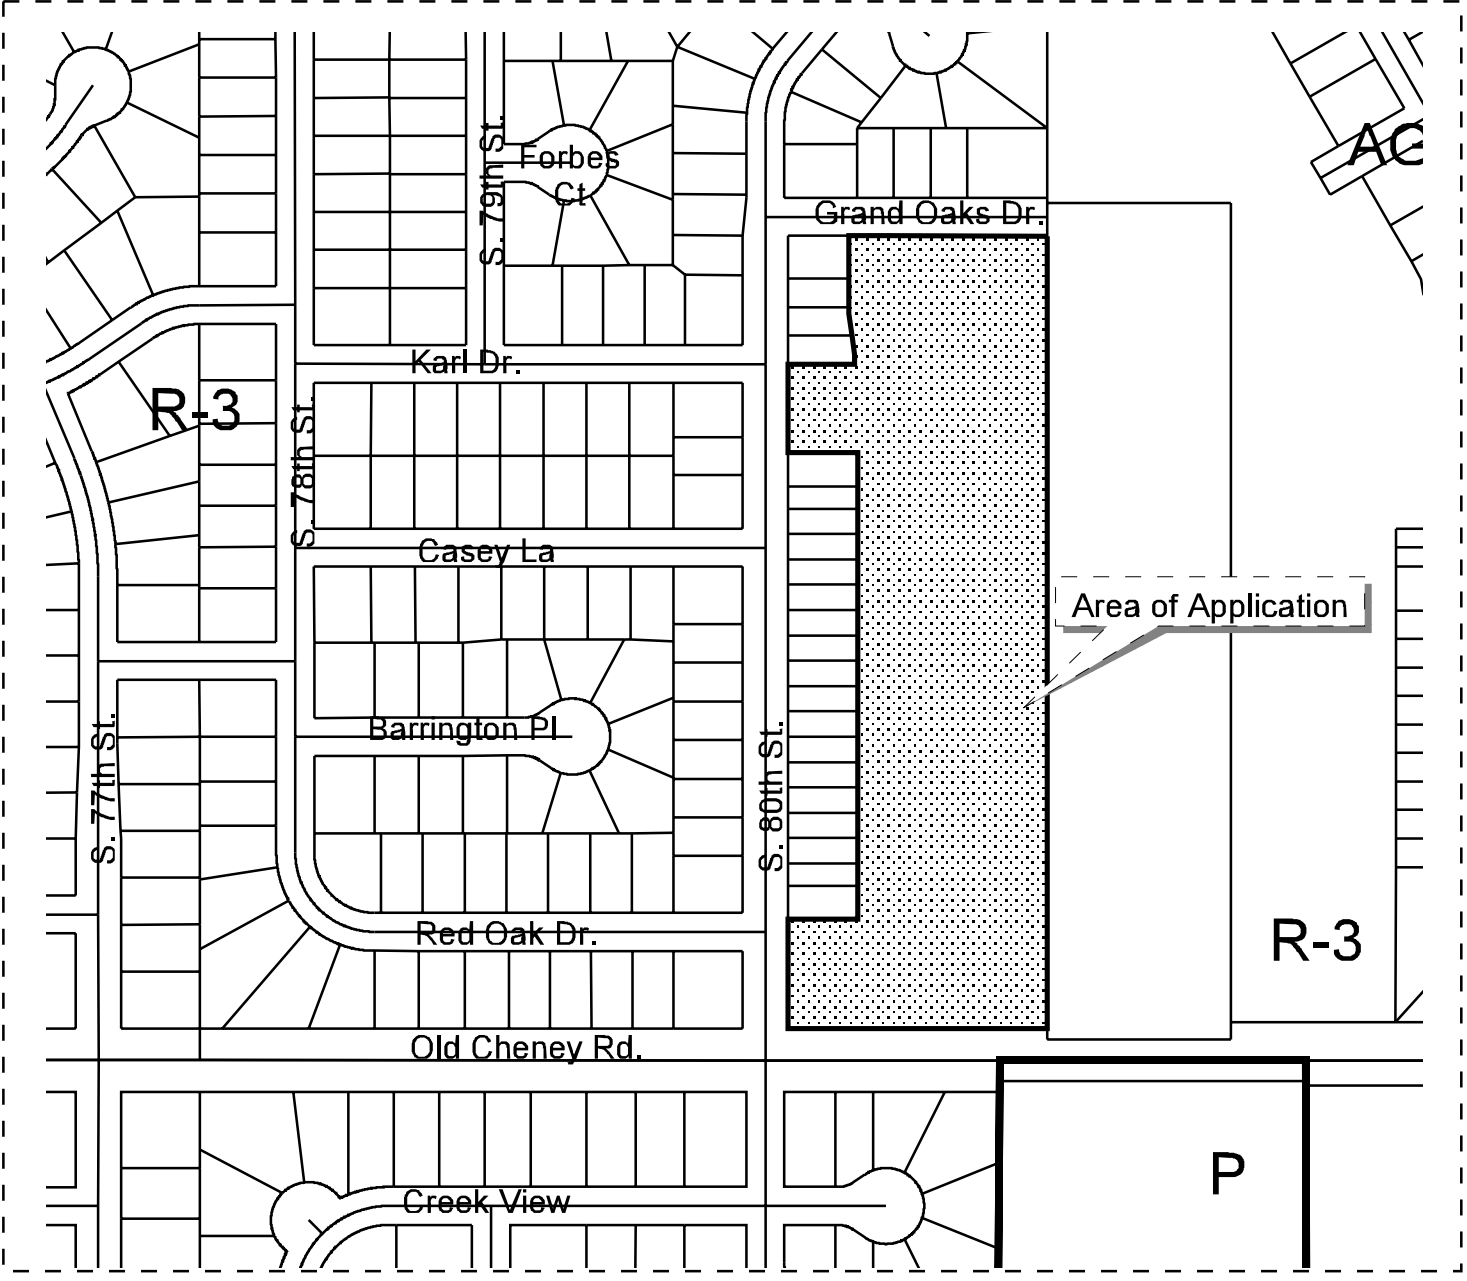 AG
Forbes
Ct
S. 79th St.
Grand Oaks Dr.
Karl Dr.
R-3
S. 78th St.
Casey La
Area of Application
Barrington Pl
S. 77th St.
S. 80th St.
Red Oak Dr.
R-3
Old Cheney Rd.
P
Creek View